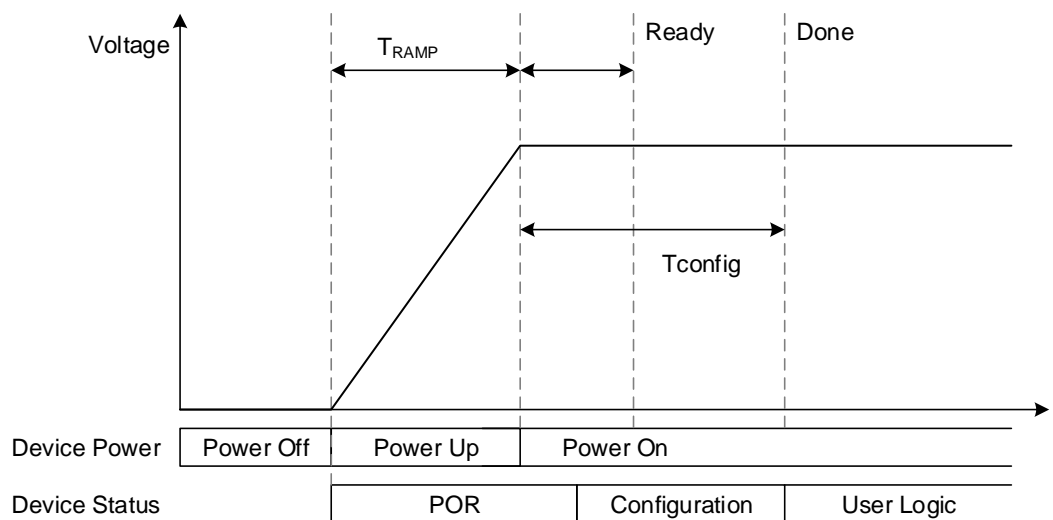 Voltage
T_RAMP
Ready
Done
Tconfig
Device Power
Power Off
Power Up
Power On
Device Status
POR
Configuration
User Logic